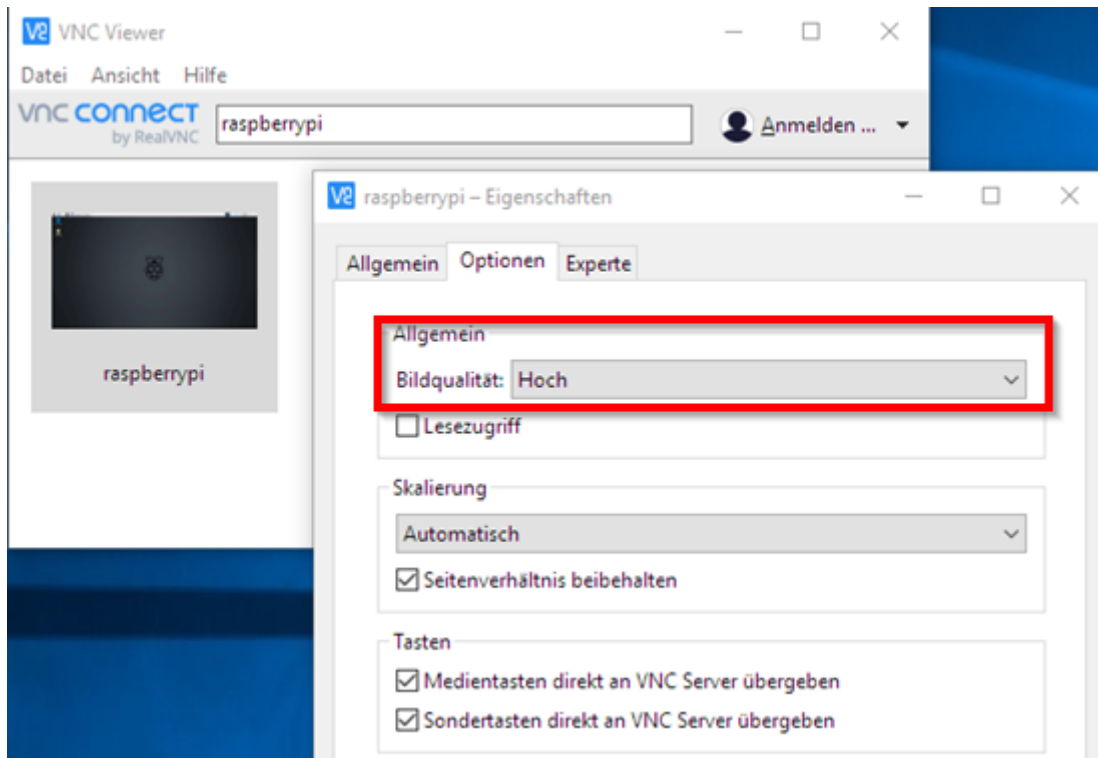 VNC Viewer
Datei Ansicht Hilfe
VNC CONNECT
by RealVNC
raspberrypi
Anmelden ...
raspberrypi
raspberrypi – Eigenschaften
Allgemein Optionen Experte
Allgemein
Bildqualität: Hoch
Lesezugriff
Skalierung
Automatisch
Seitenverhältnis beibehalten
Tasten
Medientasten direkt an VNC Server übergeben
Sondertasten direkt an VNC Server übergeben